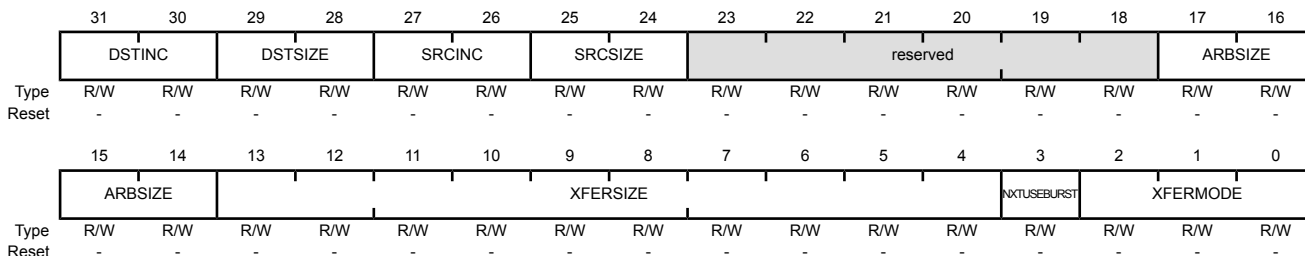 31 30 29 28 27 26 25 24 23 22 21 20 19 18 17 16
DSTINC DSTSIZE SRCINC SRCSIZE reserved ARBSIZE
Type R/W R/W R/W R/W R/W R/W R/W R/W R/W R/W R/W R/W R/W R/W R/W R/W
Reset - - - - - - - - - - - - - - - -
15 14 13 12 11 10 9 8 7 6 5 4 3 2 1 0
ARBSIZE XFERSIZE NXTUSEBURST XFERMODE
Type R/W R/W R/W R/W R/W R/W R/W R/W R/W R/W R/W R/W R/W R/W R/W R/W
Reset - - - - - - - - - - - - - - - -